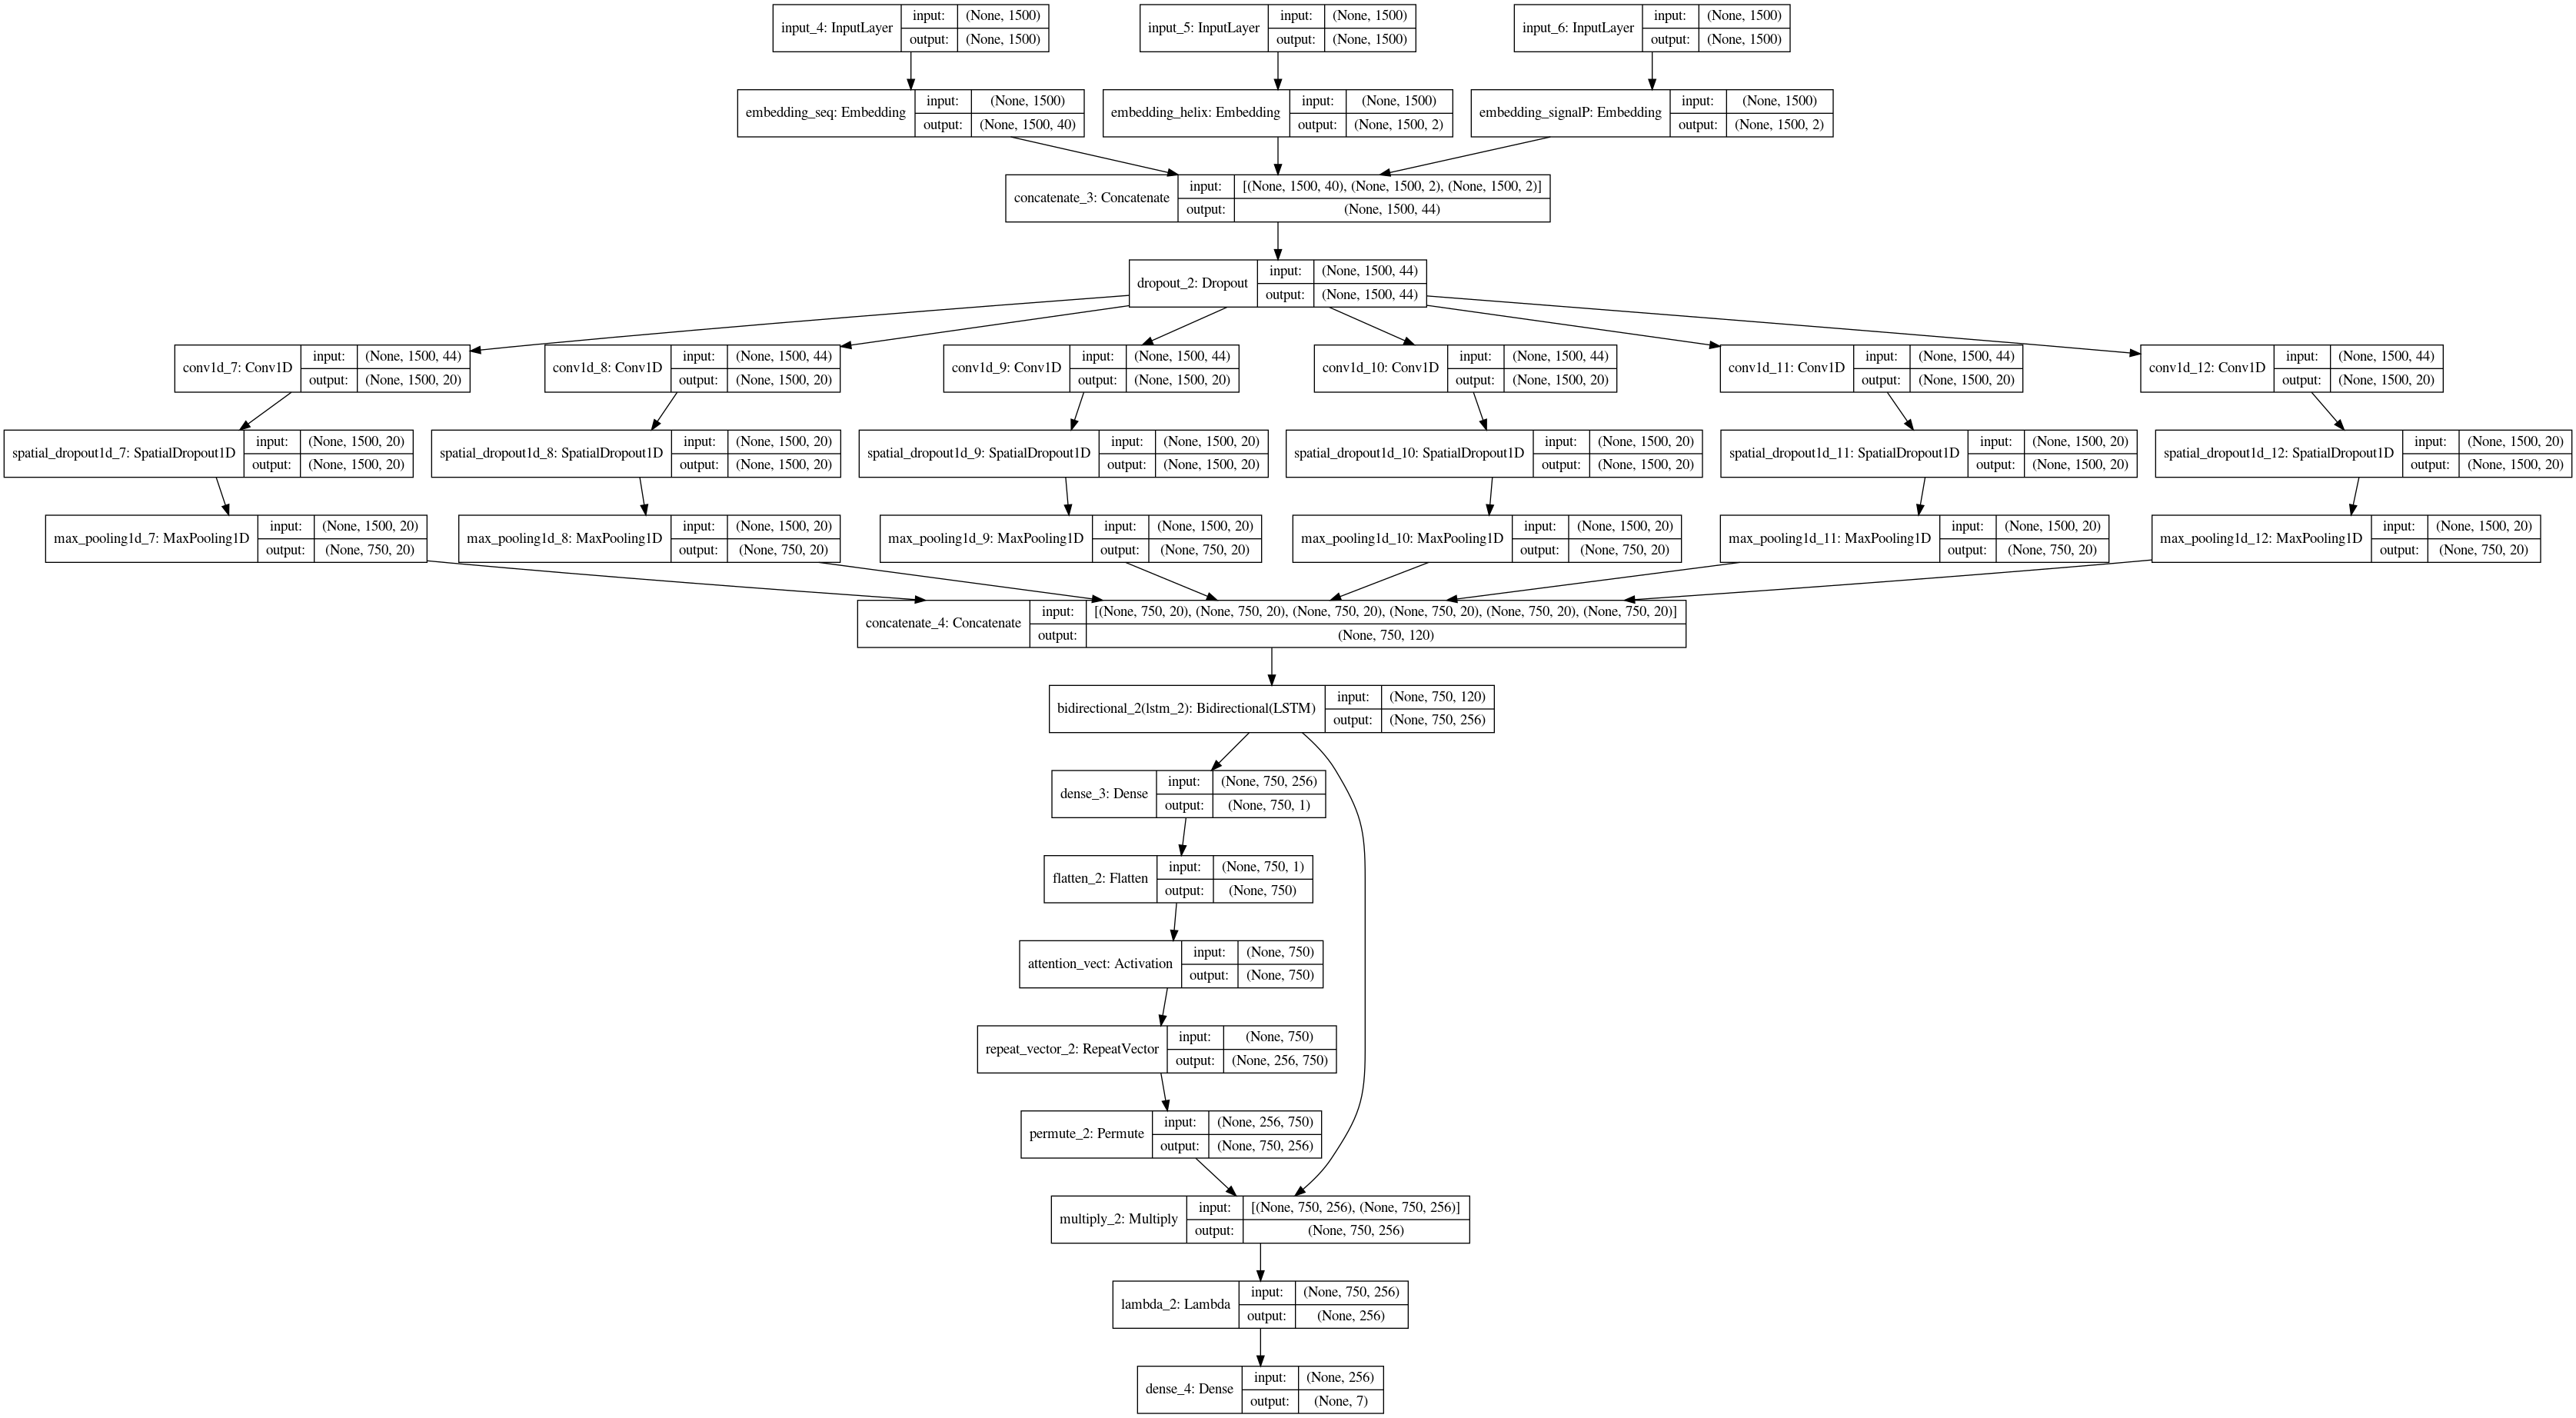 input_4: InputLayer input: (None, 1500) output: (None, 1500)
input_5: InputLayer input: (None, 1500) output: (None, 1500)
input_6: InputLayer input: (None, 1500) output: (None, 1500)
embedding_seq: Embedding input: (None, 1500) output: (None, 1500, 40)
embedding_helix: Embedding input: (None, 1500) output: (None, 1500, 2)
embedding_signalP: Embedding input: (None, 1500) output: (None, 1500, 2)
concatenate_3: Concatenate input: [(None, 1500, 40), (None, 1500, 2), (None, 1500, 2)] output: (None, 1500, 44)
dropout_2: Dropout input: (None, 1500, 44) output: (None, 1500, 44)
conv1d_7: Conv1D input: (None, 1500, 44) output: (None, 1500, 20)
conv1d_8: Conv1D input: (None, 1500, 44) output: (None, 1500, 20)
conv1d_9: Conv1D input: (None, 1500, 44) output: (None, 1500, 20)
conv1d_10: Conv1D input: (None, 1500, 44) output: (None, 1500, 20)
conv1d_11: Conv1D input: (None, 1500, 44) output: (None, 1500, 20)
conv1d_12: Conv1D input: (None, 1500, 44) output: (None, 1500, 20)
spatial_dropout1d_7: SpatialDropout1D input: (None, 1500, 20) output: (None, 1500, 20)
spatial_dropout1d_8: SpatialDropout1D input: (None, 1500, 20) output: (None, 1500, 20)
spatial_dropout1d_9: SpatialDropout1D input: (None, 1500, 20) output: (None, 1500, 20)
spatial_dropout1d_10: SpatialDropout1D input: (None, 1500, 20) output: (None, 1500, 20)
spatial_dropout1d_11: SpatialDropout1D input: (None, 1500, 20) output: (None, 1500, 20)
spatial_dropout1d_12: SpatialDropout1D input: (None, 1500, 20) output: (None, 1500, 20)
max_pooling1d_7: MaxPooling1D input: (None, 1500, 20) output: (None, 750, 20)
max_pooling1d_8: MaxPooling1D input: (None, 1500, 20) output: (None, 750, 20)
max_pooling1d_9: MaxPooling1D input: (None, 1500, 20) output: (None, 750, 20)
max_pooling1d_10: MaxPooling1D input: (None, 1500, 20) output: (None, 750, 20)
max_pooling1d_11: MaxPooling1D input: (None, 1500, 20) output: (None, 750, 20)
max_pooling1d_12: MaxPooling1D input: (None, 1500, 20) output: (None, 750, 20)
concatenate_4: Concatenate input: [(None, 750, 20), (None, 750, 20), (None, 750, 20), (None, 750, 20), (None, 750, 20), (None, 750, 20)] output: (None, 750, 120)
bidirectional_2(lstm_2): Bidirectional(LSTM) input: (None, 750, 120) output: (None, 750, 256)
dense_3: Dense input: (None, 750, 256) output: (None, 750, 1)
flatten_2: Flatten input: (None, 750, 1) output: (None, 750)
attention_vect: Activation input: (None, 750) output: (None, 750)
repeat_vector_2: RepeatVector input: (None, 750) output: (None, 256, 750)
permute_2: Permute input: (None, 256, 750) output: (None, 750, 256)
multiply_2: Multiply input: [(None, 750, 256), (None, 750, 256)] output: (None, 750, 256)
lambda_2: Lambda input: (None, 750, 256) output: (None, 256)
dense_4: Dense input: (None, 256) output: (None, 7)